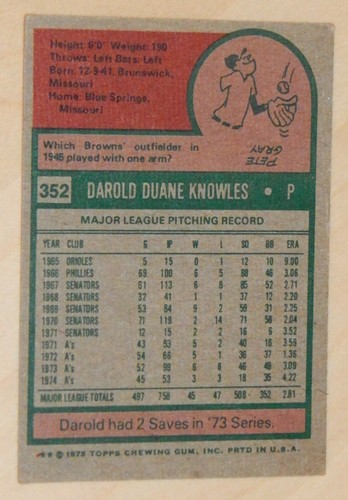 Height: 6'0" Weight: 190
Throws: Left Bats: Left
Born: 12-9-41, Brunswick,
Missouri
Home: Blue Springs,
Missouri
Which Browns' outfielder in
1945 played with one arm?
PETE
GRAY
352 DAROLD DUANE KNOWLES • P
MAJOR LEAGUE PITCHING RECORD
YEAR CLUB G IP W L SO BB ERA
1965 ORIOLES 5 15 0 1 12 10 9.00
1966 PHILLIES 69 100 6 5 88 46 3.06
1967 SENATORS 61 113 6 8 85 52 2.71
1968 SENATORS 32 41 1 1 37 12 2.20
1969 SENATORS 53 84 9 2 59 31 2.25
1970 SENATORS 71 119 2 14 71 58 2.04
1971 SENATORS 12 15 2 2 16 6 3.52
1971 A's 43 53 5 2 40 16 3.59
1972 A's 54 66 5 1 36 37 1.36
1973 A's 52 99 6 8 46 49 3.09
1974 A's 45 53 3 3 18 35 4.22
MAJOR LEAGUE TOTALS 497 758 45 47 508 352 2.81
Darold had 2 Saves in '73 Series.
** © 1975 TOPPS CHEWING GUM, INC. PRTD IN U.S.A.